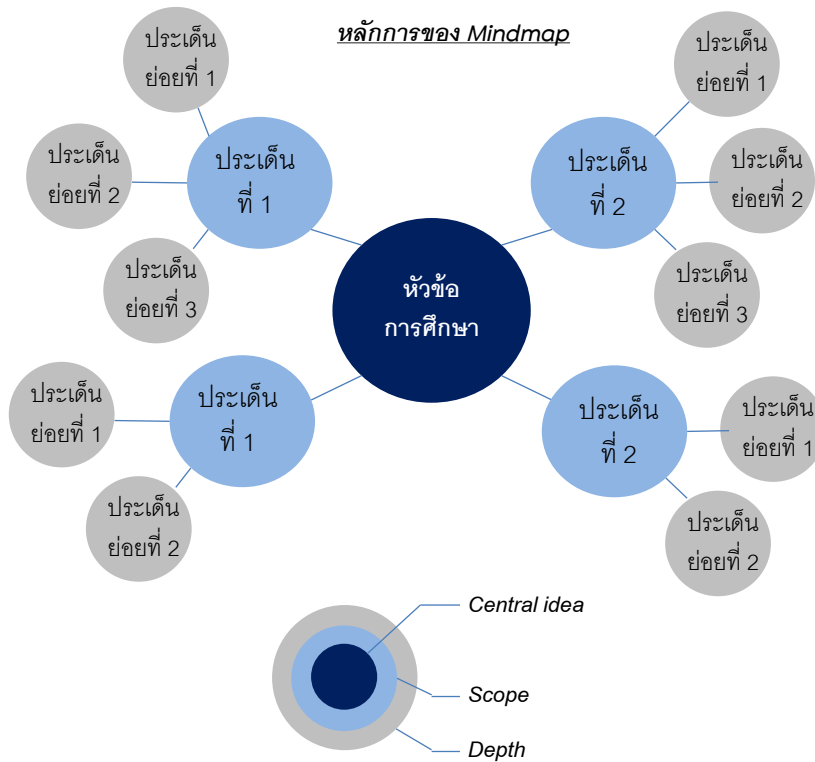 หลักการของ Mindmap
ประเด็น
ย่อยที่ 1
ประเด็น
ย่อยที่ 2
ประเด็น
ย่อยที่ 3
ประเด็น
ที่ 1
ประเด็น
ที่ 2
ประเด็น
ย่อยที่ 1
ประเด็น
ย่อยที่ 2
ประเด็น
ย่อยที่ 3
หัวข้อ
การศึกษา
ประเด็น
ย่อยที่ 1
ประเด็น
ย่อยที่ 2
ประเด็น
ที่ 1
ประเด็น
ที่ 2
ประเด็น
ย่อยที่ 1
ประเด็น
ย่อยที่ 2
Central idea
Scope
Depth